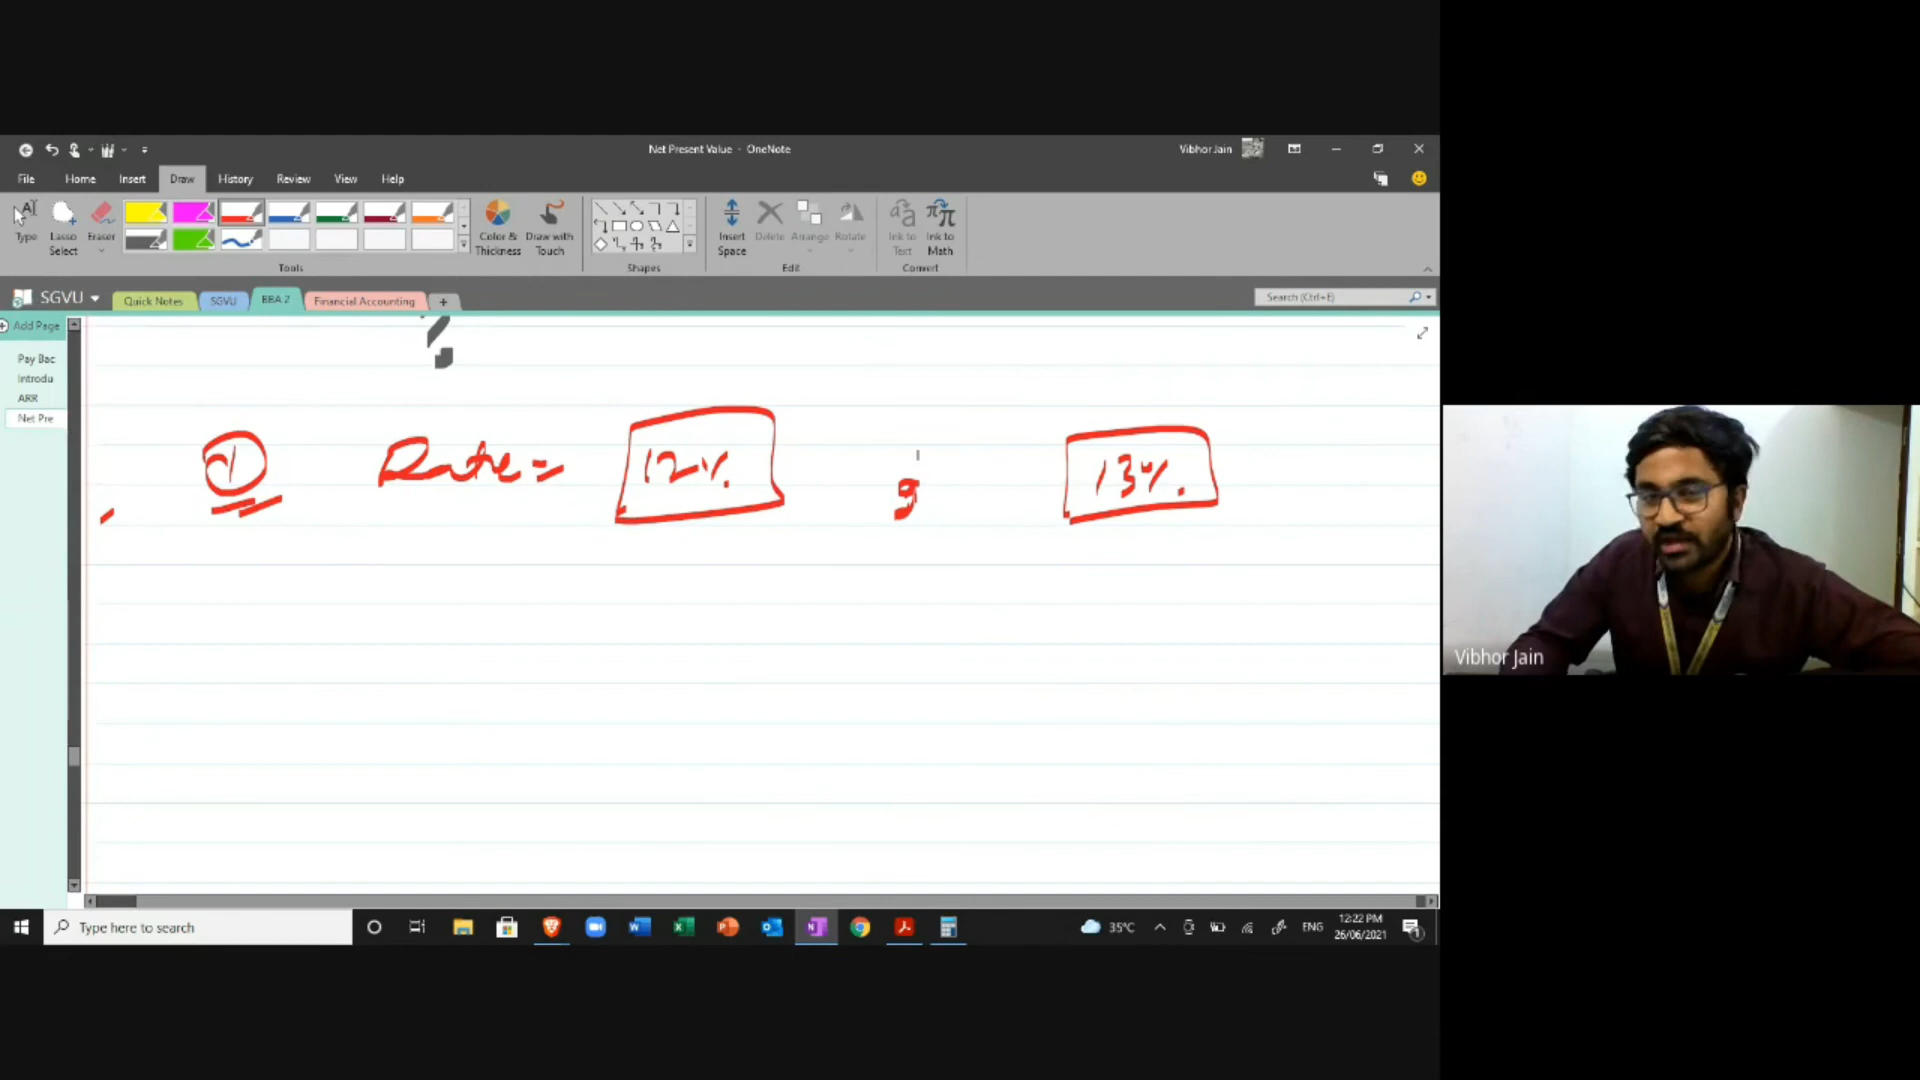 Net Present Value - OneNote
Vibhor Jain
File Home Insert Draw History Review View Help
Type
Lasso Select
Eraser
Color & Thickness
Draw with Touch
Insert Space
Delete
Arrange
Rotate
Ink to Text
Ink to Math
Tools
Shapes
Edit
Convert
SGVU
Quick Notes
SGVU
BBA 2
Financial Accounting
+
Search (Ctrl+E)
Add Page
Pay Bac
Introdu
ARR
Net Pre
1 Rate = 12% , 13%.
Vibhor Jain
Type here to search
35°C
ENG
12:22 PM
26/06/2021
1